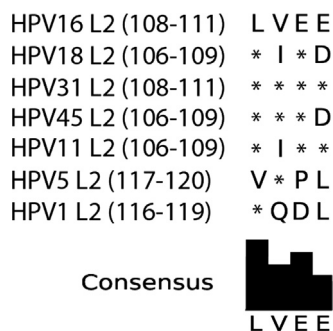 HPV16 L2 (108-111) L V E E
HPV18 L2 (106-109) * I * D
HPV31 L2 (108-111) * * * *
HPV45 L2 (106-109) * * * D
HPV11 L2 (106-109) * I * *
HPV5 L2 (117-120) V * P L
HPV1 L2 (116-119) * Q D L
Consensus
L V E E